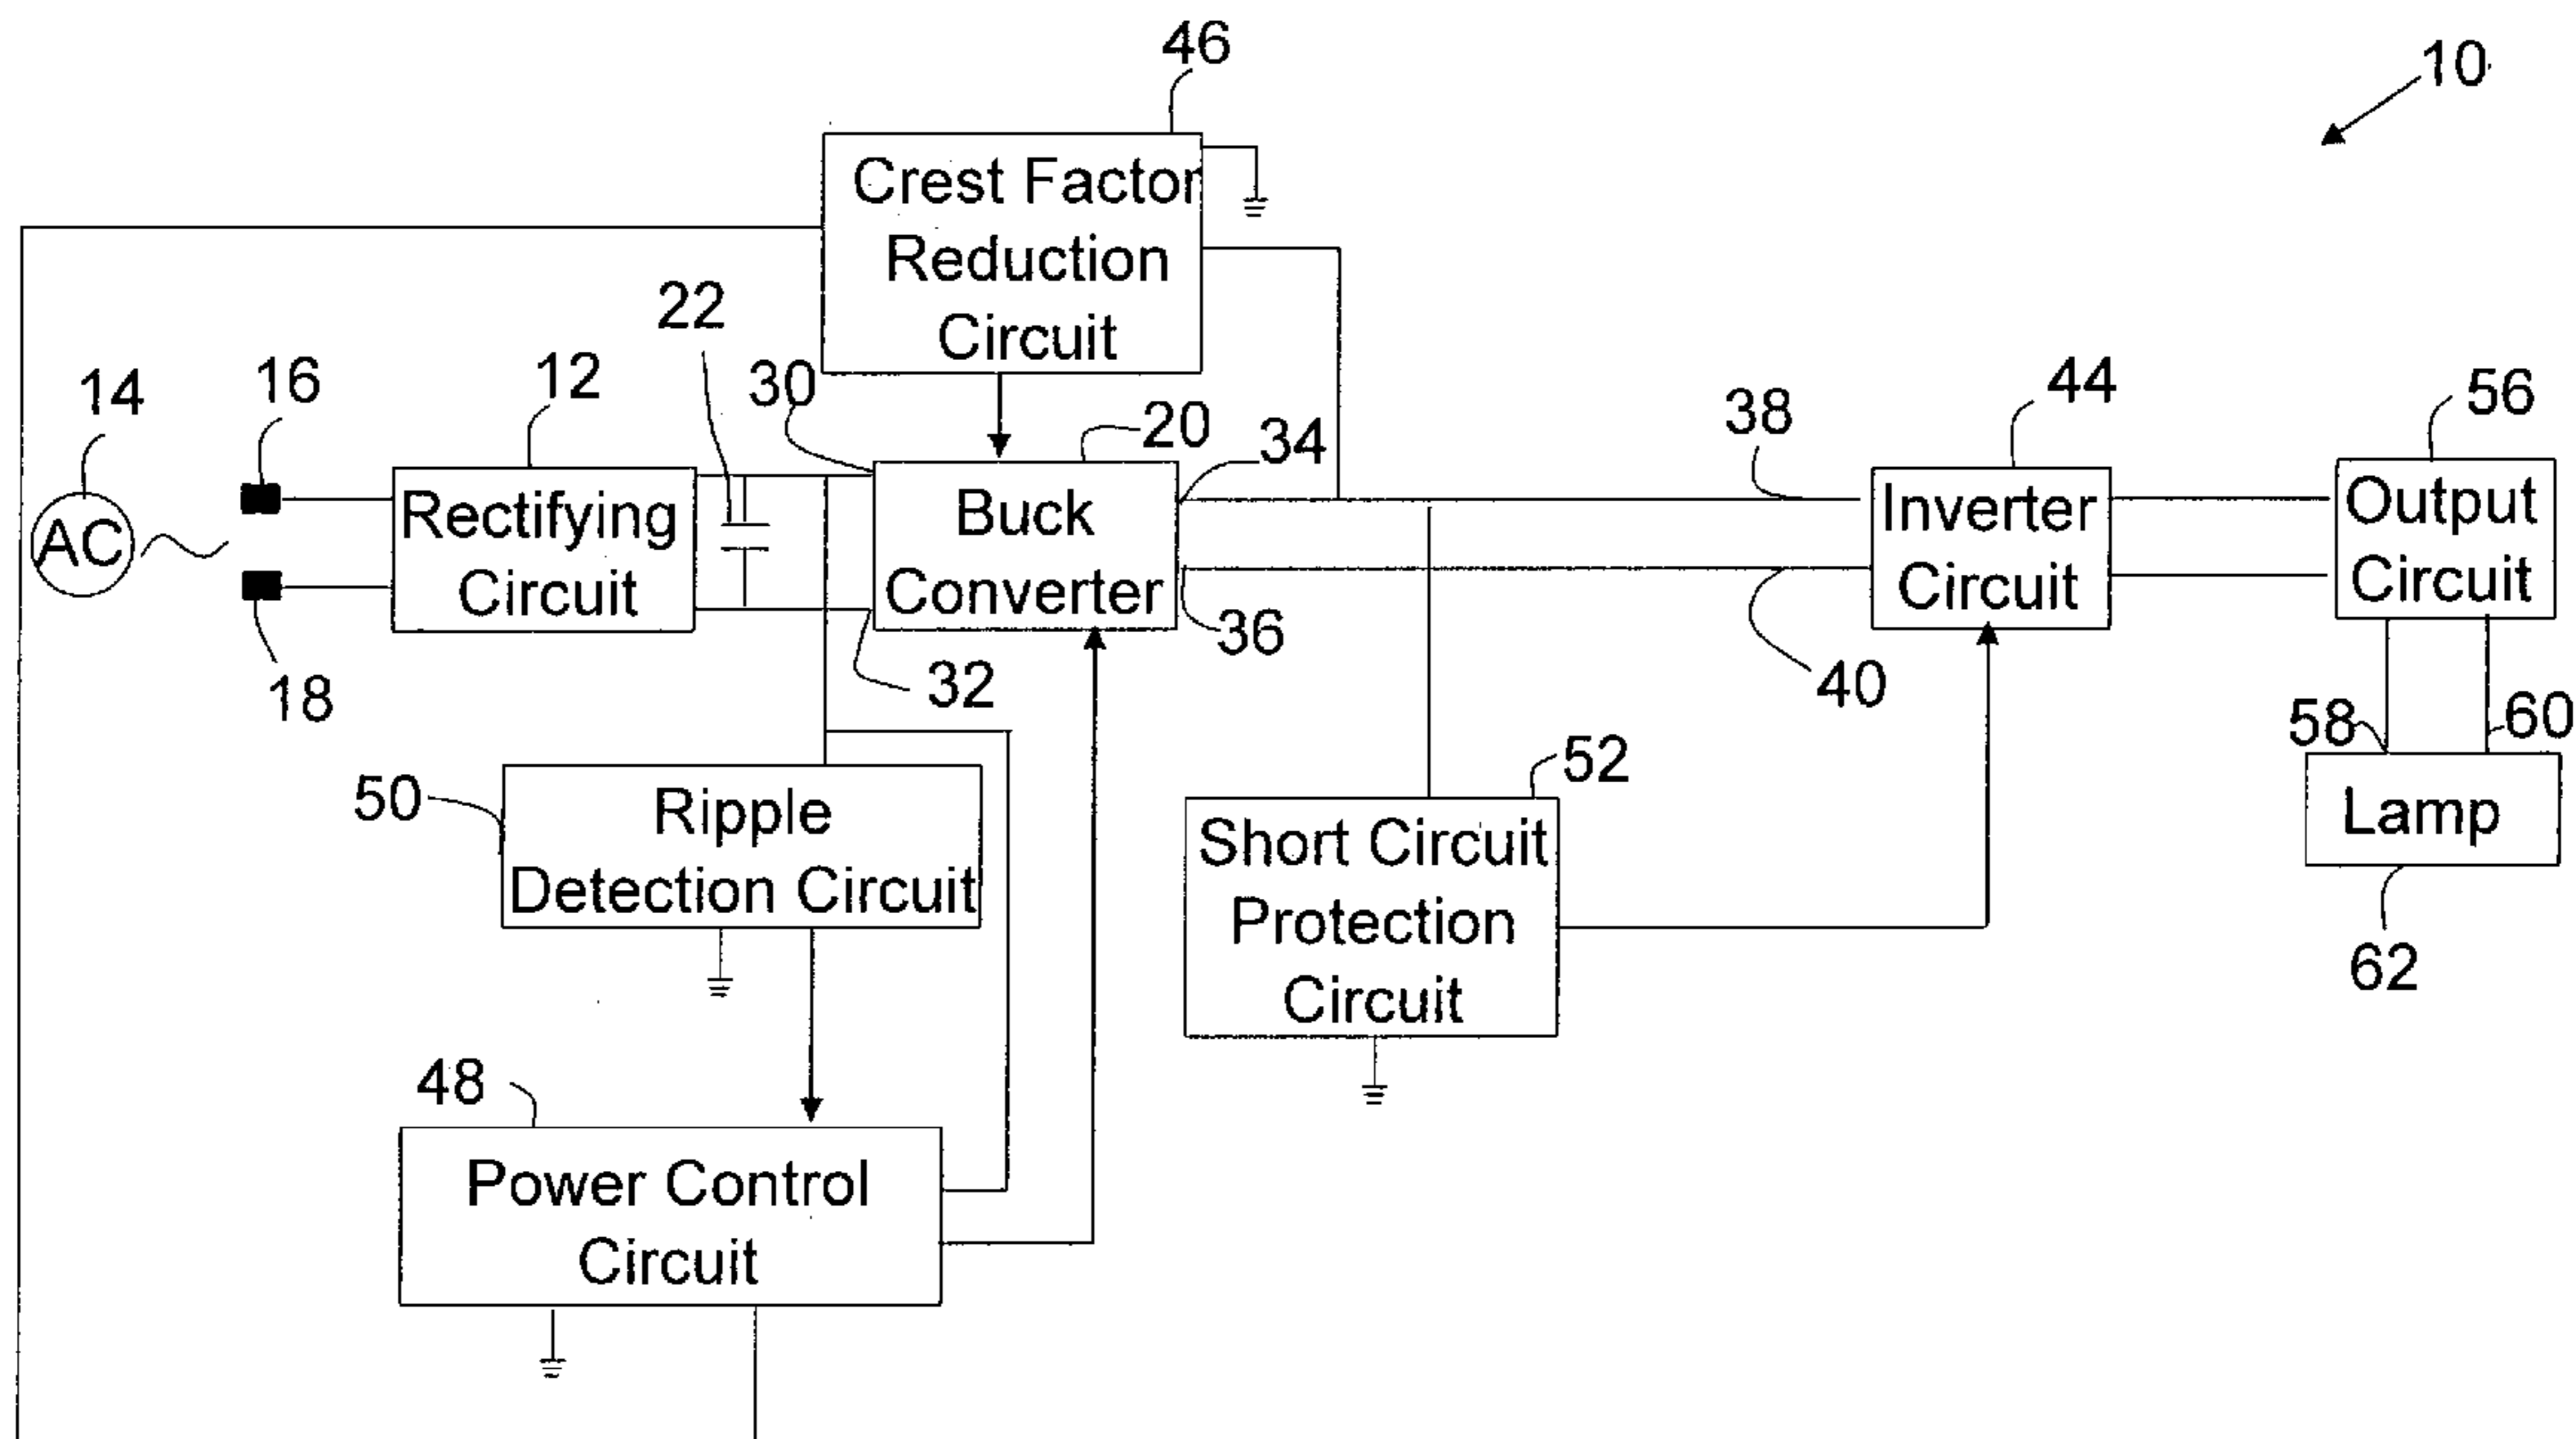 46
10
Crest Factor
Reduction
Circuit
22
14
16
12
30
20
34
38
44
56
AC
Rectifying
Circuit
Buck
Converter
Inverter
Circuit
Output
Circuit
18
32
36
40
58
60
50
Ripple
Detection Circuit
52
Short Circuit
Protection
Circuit
Lamp
62
48
Power Control
Circuit